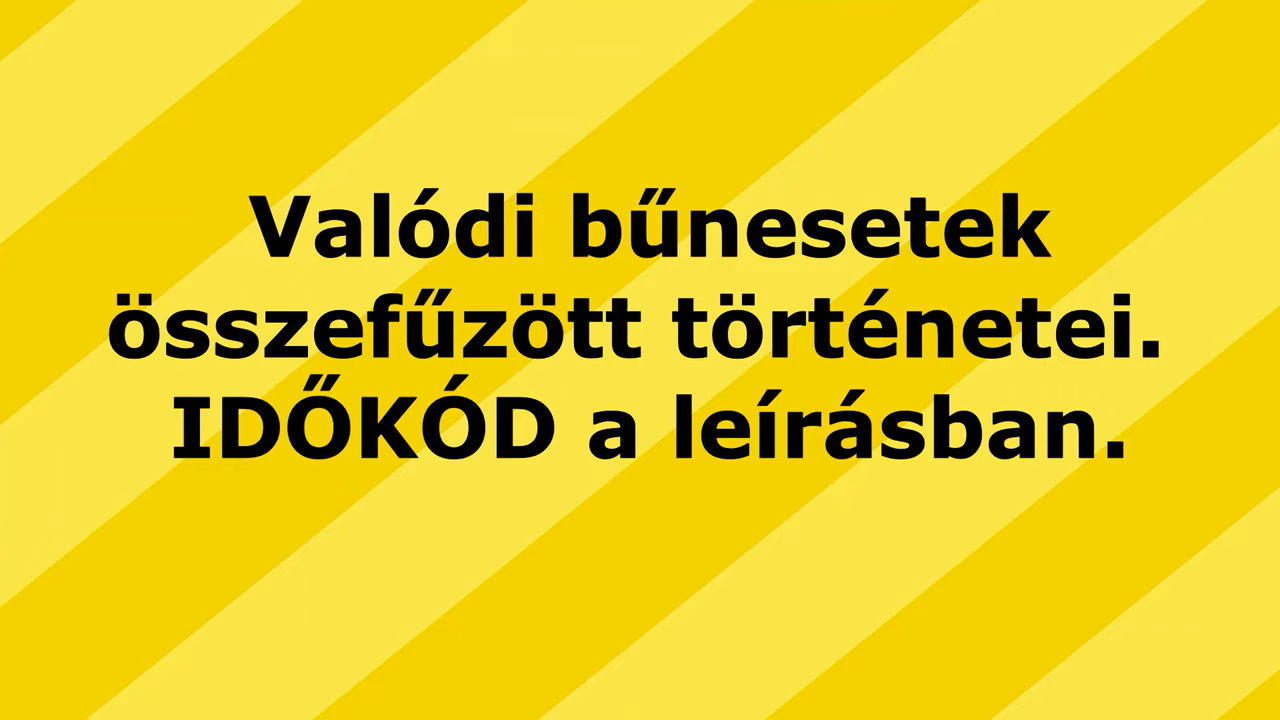 Valódi bűnesetek
összefűzött történetei.
IDŐKÓD a leírásban.